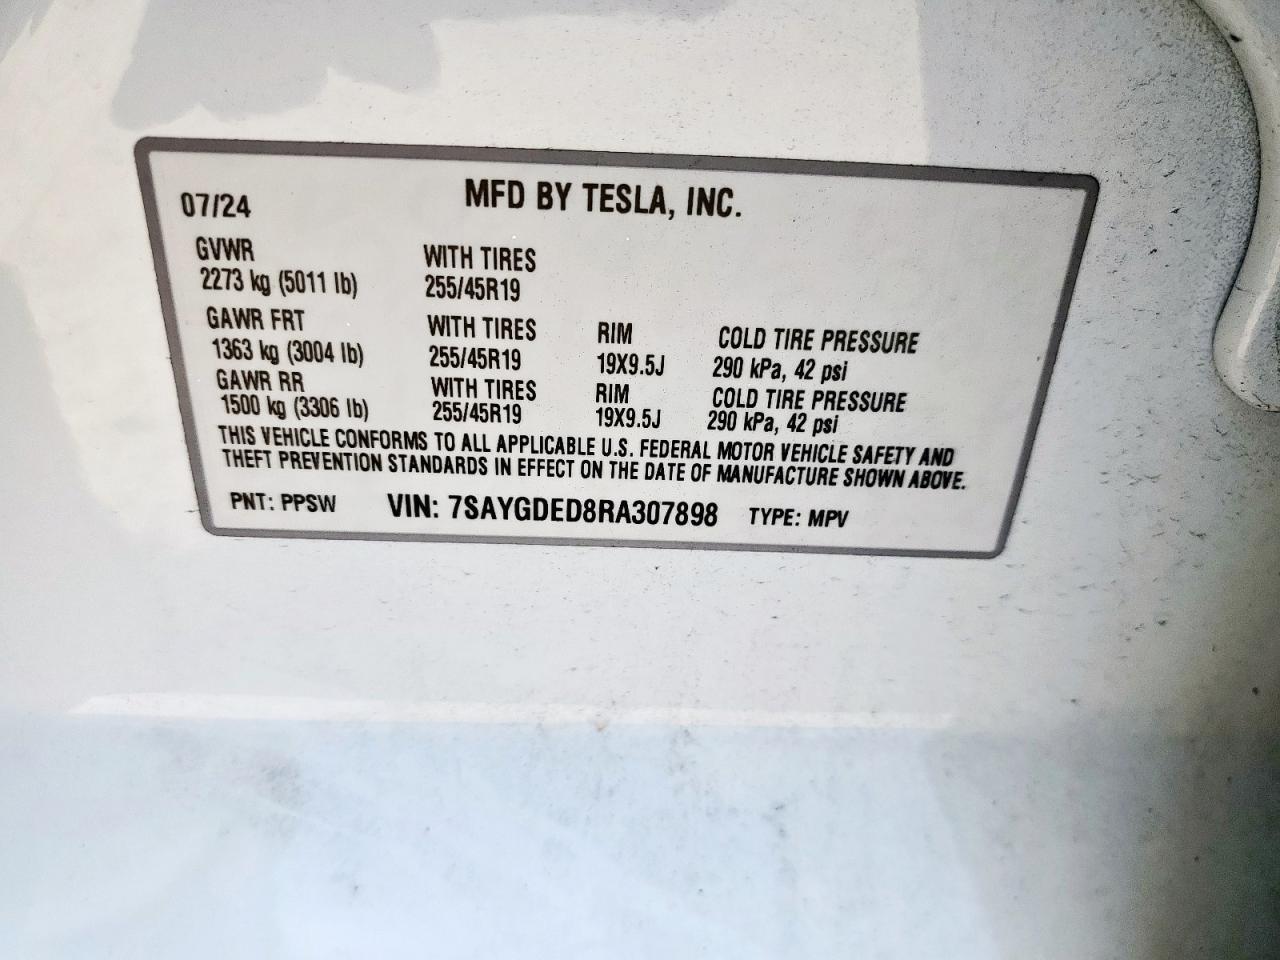 07/24 MFD BY TESLA, INC.
GVWR WITH TIRES
2273 kg (5011 lb) 255/45R19
GAWR FRT WITH TIRES RIM COLD TIRE PRESSURE
1363 kg (3004 lb) 255/45R19 19X9.5J 290 kPa, 42 psi
GAWR RR WITH TIRES RIM COLD TIRE PRESSURE
1500 kg (3306 lb) 255/45R19 19X9.5J 290 kPa, 42 psi
THIS VEHICLE CONFORMS TO ALL APPLICABLE U.S. FEDERAL MOTOR VEHICLE SAFETY AND
THEFT PREVENTION STANDARDS IN EFFECT ON THE DATE OF MANUFACTURE SHOWN ABOVE.
PNT: PPSW VIN: 7SAYGDED8RA307898 TYPE: MPV